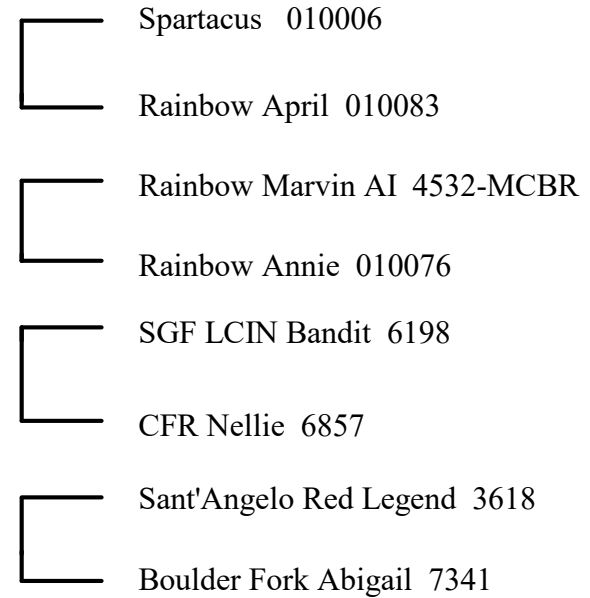 Spartacus 010006
Rainbow April 010083
Rainbow Marvin AI 4532-MCBR
Rainbow Annie 010076
SGF LCIN Bandit 6198
CFR Nellie 6857
Sant'Angelo Red Legend 3618
Boulder Fork Abigail 7341